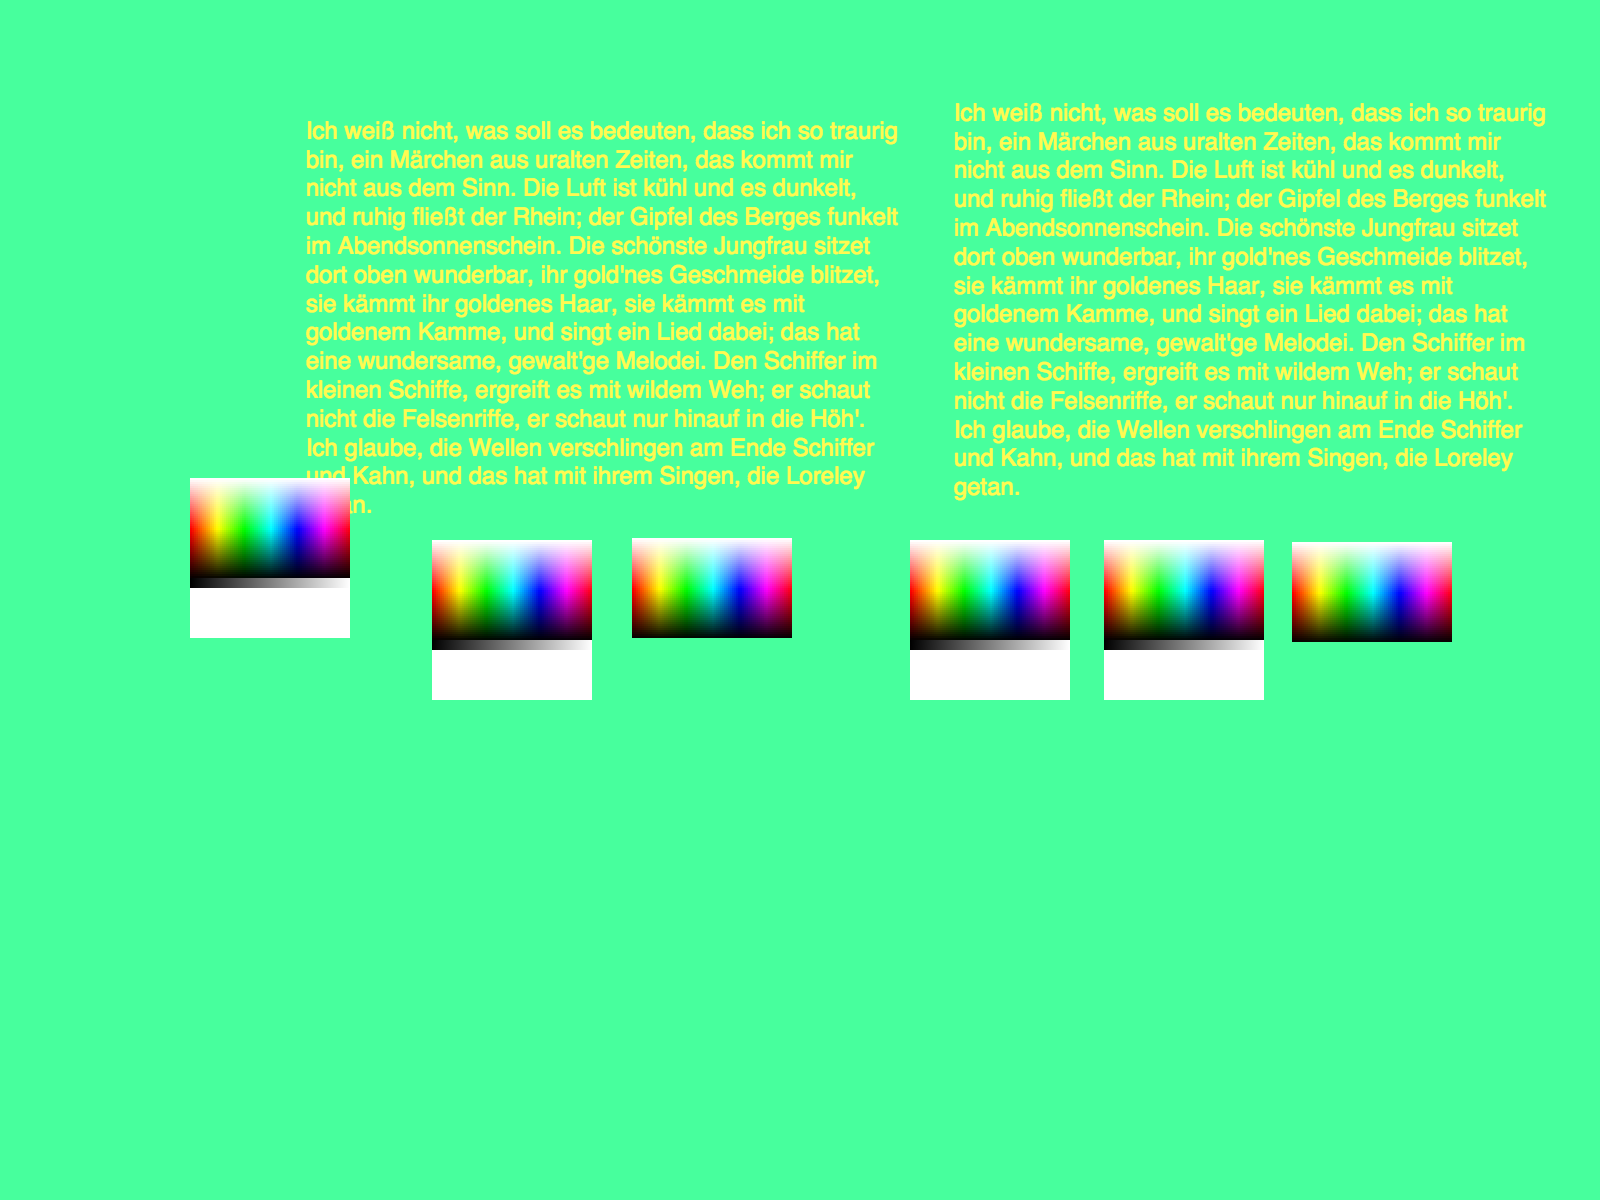 Ich weiß nicht, was soll es bedeuten, dass ich so traurig
bin, ein Märchen aus uralten Zeiten, das kommt mir
nicht aus dem Sinn. Die Luft ist kühl und es dunkelt,
und ruhig fließt der Rhein; der Gipfel des Berges funkelt
im Abendsonnenschein. Die schönste Jungfrau sitzet
dort oben wunderbar, ihr gold'nes Geschmeide blitzet,
sie kämmt ihr goldenes Haar, sie kämmt es mit
goldenem Kamme, und singt ein Lied dabei; das hat
eine wundersame, gewalt'ge Melodei. Den Schiffer im
kleinen Schiffe, ergreift es mit wildem Weh; er schaut
nicht die Felsenriffe, er schaut nur hinauf in die Höh'.
Ich glaube, die Wellen verschlingen am Ende Schiffer
und Kahn, und das hat mit ihrem Singen, die Loreley
Ich weiß nicht, was soll es bedeuten, dass ich so traurig
bin, ein Märchen aus uralten Zeiten, das kommt mir
nicht aus dem Sinn. Die Luft ist kühl und es dunkelt,
und ruhig fließt der Rhein; der Gipfel des Berges funkelt
im Abendsonnenschein. Die schönste Jungfrau sitzet
dort oben wunderbar, ihr gold'nes Geschmeide blitzet,
sie kämmt ihr goldenes Haar, sie kämmt es mit
goldenem Kamme, und singt ein Lied dabei; das hat
eine wundersame, gewalt'ge Melodei. Den Schiffer im
kleinen Schiffe, ergreift es mit wildem Weh; er schaut
nicht die Felsenriffe, er schaut nur hinauf in die Höh'.
Ich glaube, die Wellen verschlingen am Ende Schiffer
und Kahn, und das hat mit ihrem Singen, die Loreley
getan.